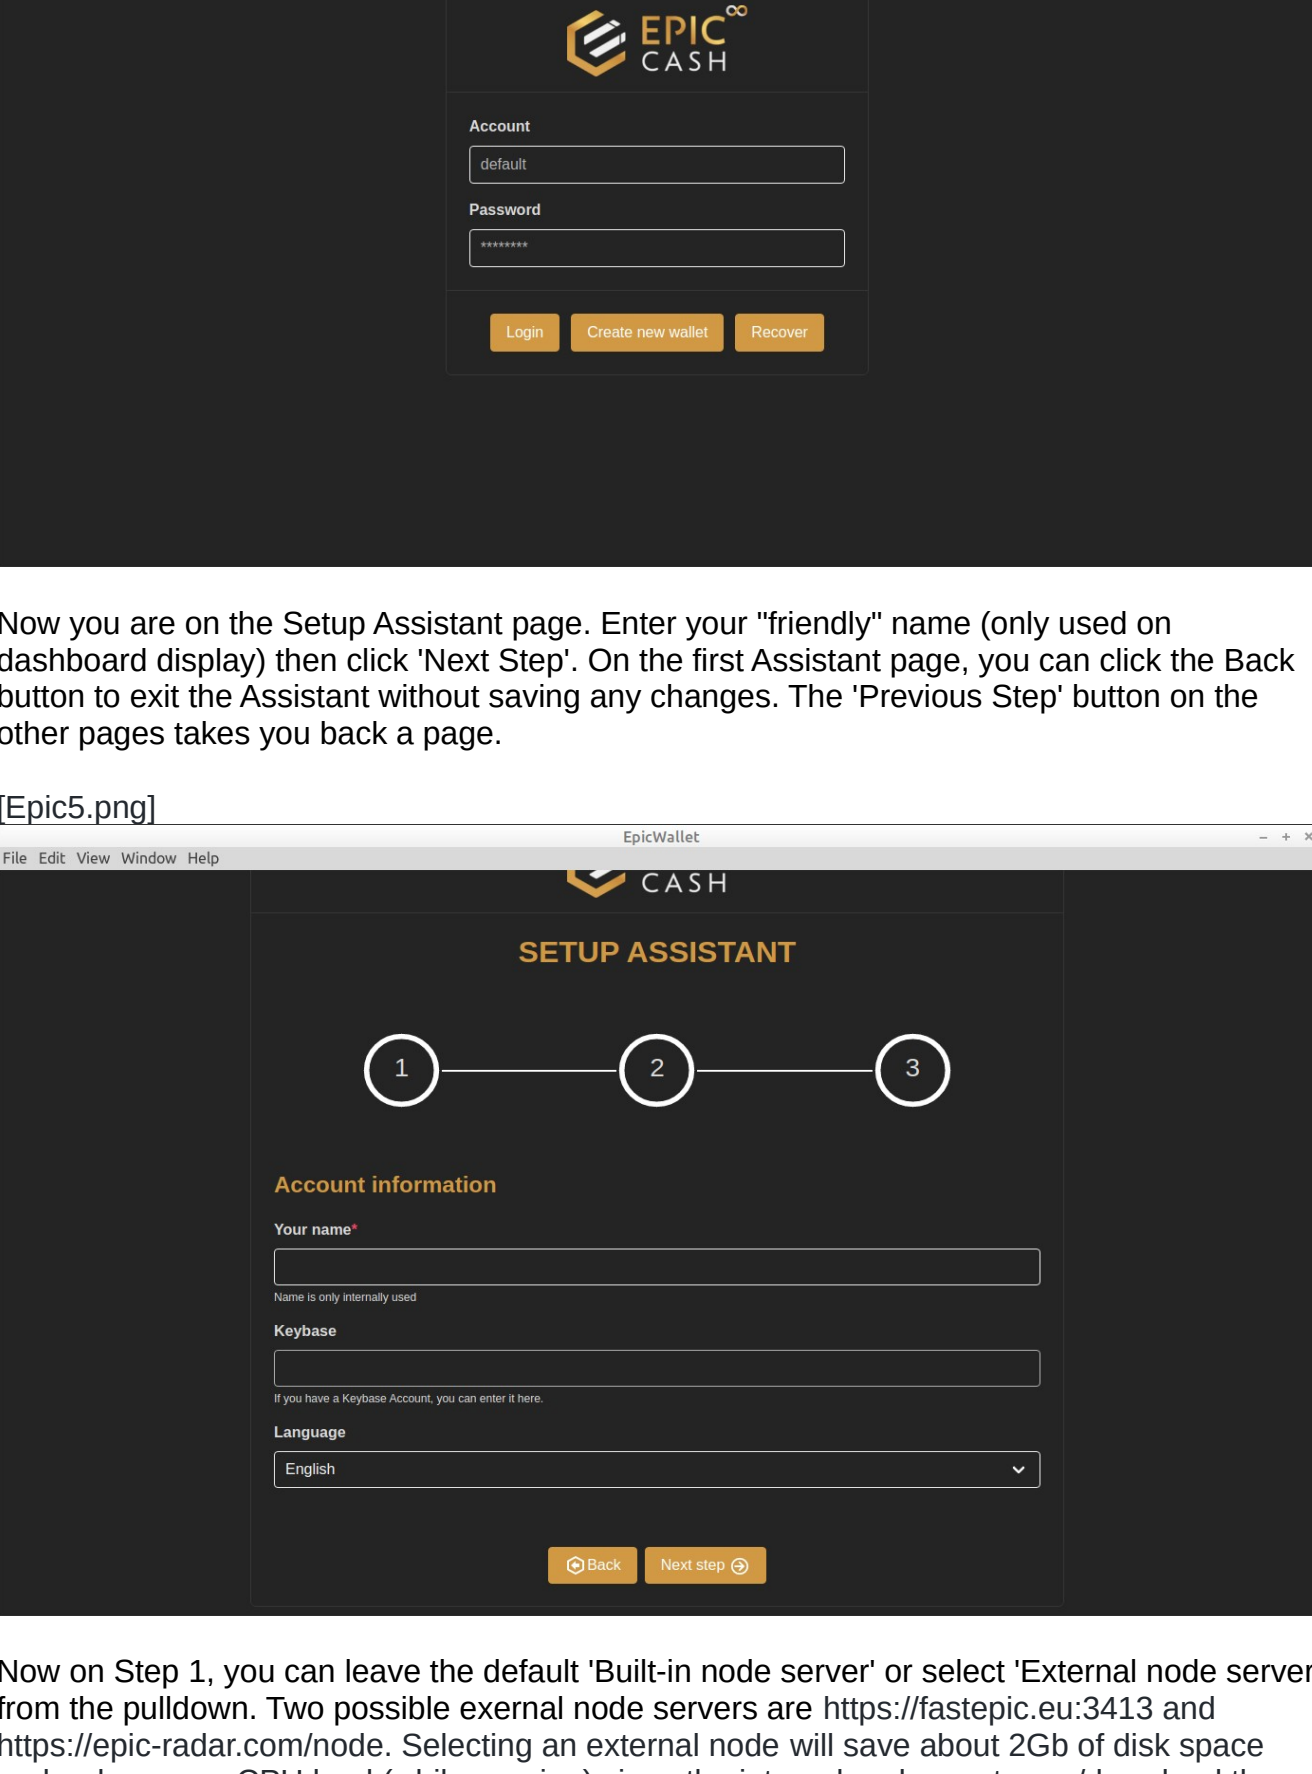 EPIC
CASH
Account
default
Password
********
Login Create new wallet Recover
Now you are on the Setup Assistant page. Enter your "friendly" name (only used on
dashboard display) then click 'Next Step'. On the first Assistant page, you can click the Back
button to exit the Assistant without saving any changes. The 'Previous Step' button on the
other pages takes you back a page.
[Epic5.png]
EpicWallet
File Edit View Window Help
CASH
SETUP ASSISTANT
1 2 3
Account information
Your name*
Name is only internally used
Keybase
If you have a Keybase Account, you can enter it here.
Language
English
Back Next step
Now on Step 1, you can leave the default 'Built-in node server' or select 'External node server
from the pulldown. Two possible exernal node servers are https://fastepic.eu:3413 and
https://epic-radar.com/node. Selecting an external node will save about 2Gb of disk space